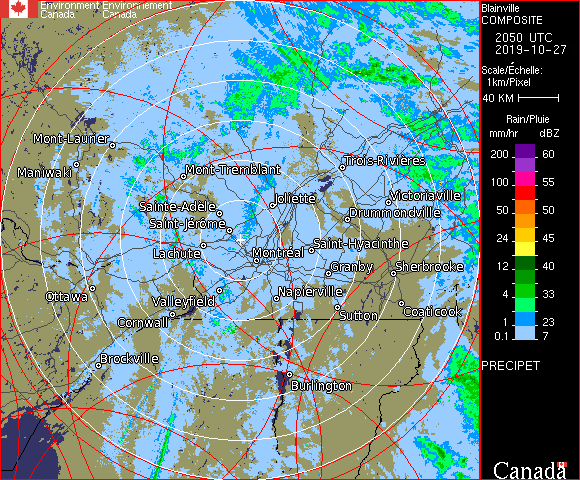 Environment Environnement
Canada Canada
Blainville
COMPOSITE
2050 UTC
2019-10-27
Scale/Échelle:
1km/Pixel
40 KM
Rain/Pluie
mm/hr dBZ
200 60
100 55
50 50
24 45
12 40
4 33
1 23
0.1 7
PRECIPET
Mont-Laurier
Maniwaki
Mont-Tremblant
Trois-Rivières
Victoriaville
Joliette
Sainte-Adèle
Drummondville
Saint-Jérôme
Saint-Hyacinthe
Lachute
Montréal
Granby
Sherbrooke
Ottawa
Valleyfield
Napierville
Cornwall
Sutton
Coaticook
Brockville
Burlington
Canada